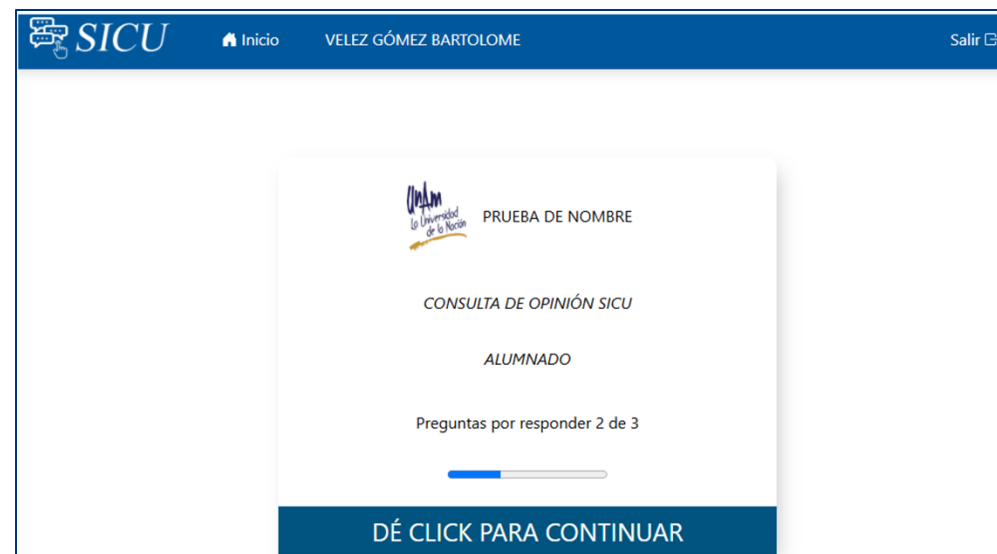 SICU Inicio VELEZ GÓMEZ BARTOLOME Salir
UNAM
La Universidad
de la Nación
PRUEBA DE NOMBRE
CONSULTA DE OPINIÓN SICU
ALUMNADO
Preguntas por responder 2 de 3
DÉ CLICK PARA CONTINUAR